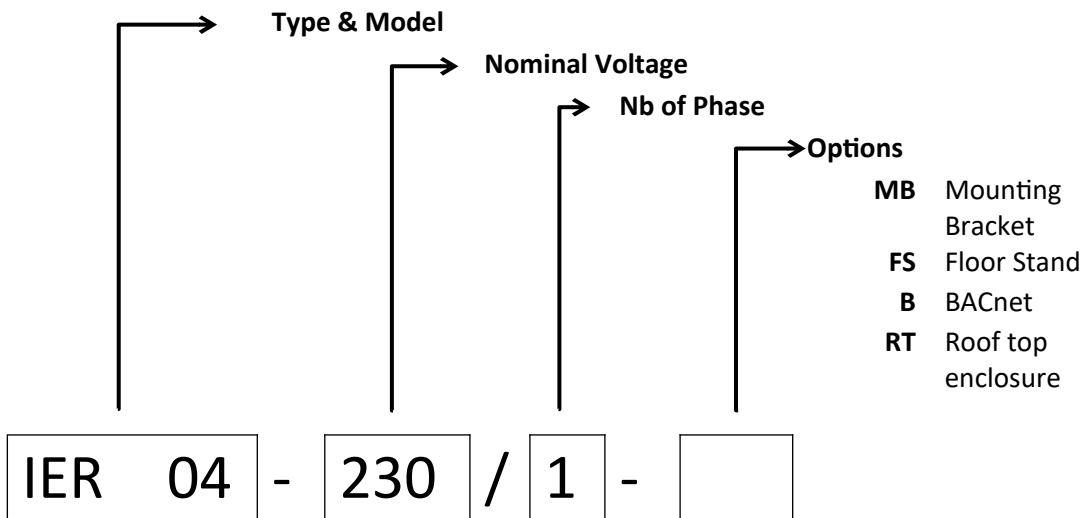 Type & Model
Nominal Voltage
Nb of Phase
Options
MB Mounting
Bracket
FS Floor Stand
B BACnet
RT Roof top
enclosure
IER 04 - 230 / 1 -